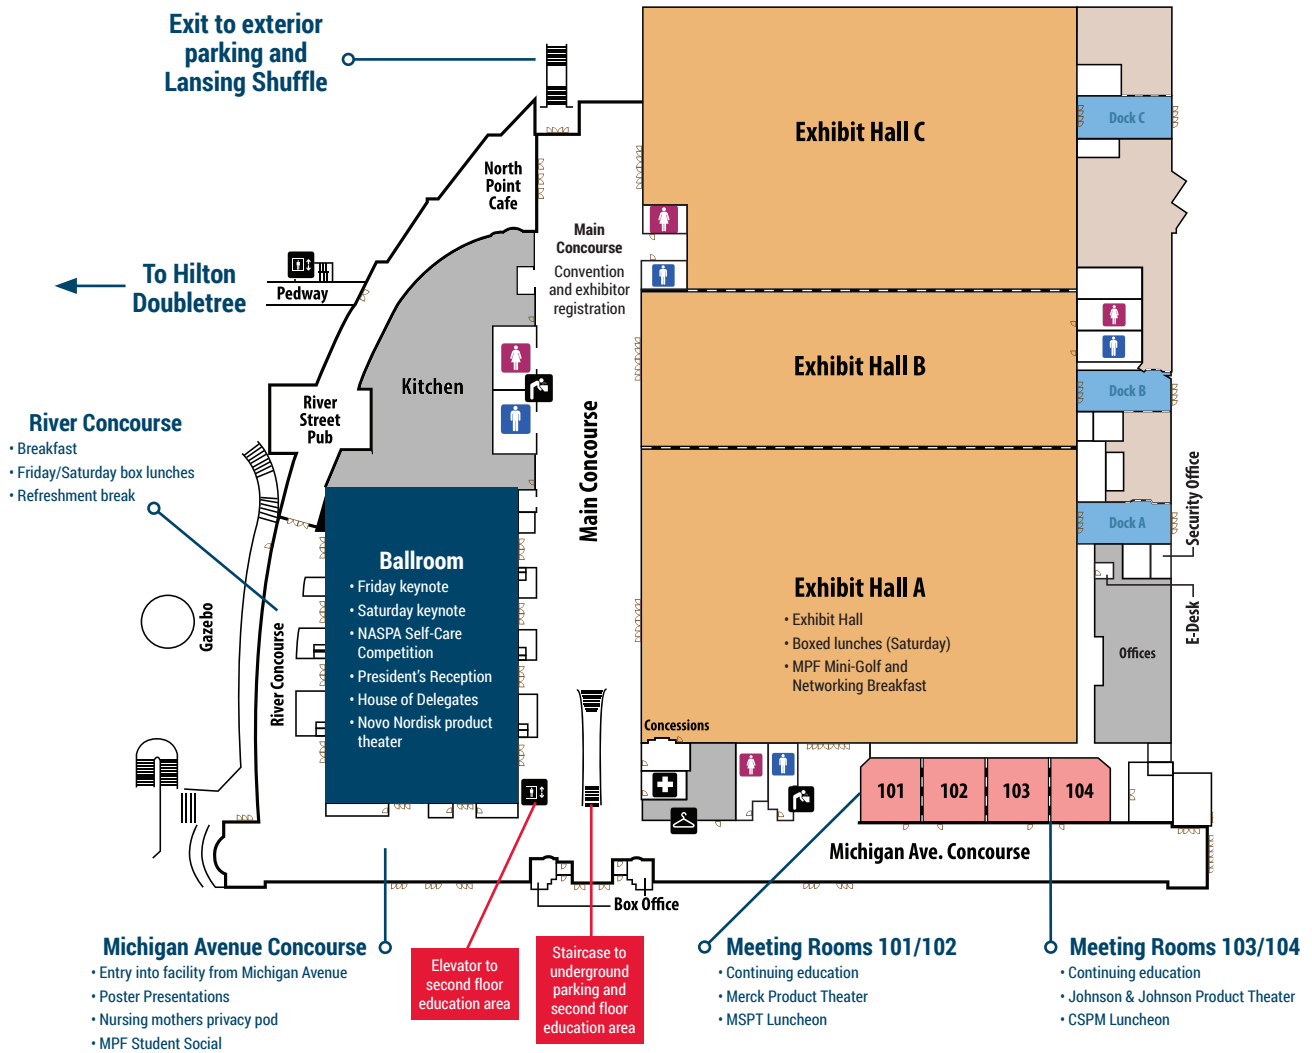 Exit to exterior
parking and
Lansing Shuffle
North
Point
Cafe
Exhibit Hall C
Dock C
Main
Concourse
Convention
and exhibitor
registration
To Hilton
Doubletree
Pedway
Kitchen
Exhibit Hall B
Dock B
River
Street
Pub
River Concourse
• Breakfast
• Friday/Saturday box lunches
• Refreshment break
Main Concourse
Dock A
Security Office
E-Desk
Offices
Ballroom
• Friday keynote
• Saturday keynote
• NASPA Self-Care
Competition
• President's Reception
• House of Delegates
• Novo Nordisk product
theater
Exhibit Hall A
• Exhibit Hall
• Boxed lunches (Saturday)
• MPF Mini-Golf and
Networking Breakfast
Gazebo
River Concourse
Concessions
101
102
103
104
Michigan Ave. Concourse
Box Office
Michigan Avenue Concourse
• Entry into facility from Michigan Avenue
• Poster Presentations
• Nursing mothers privacy pod
• MPF Student Social
Elevator to
second floor
education area
Staircase to
underground
parking and
second floor
education area
Meeting Rooms 101/102
• Continuing education
• Merck Product Theater
• MSPT Luncheon
Meeting Rooms 103/104
• Continuing education
• Johnson & Johnson Product Theater
• CSPM Luncheon